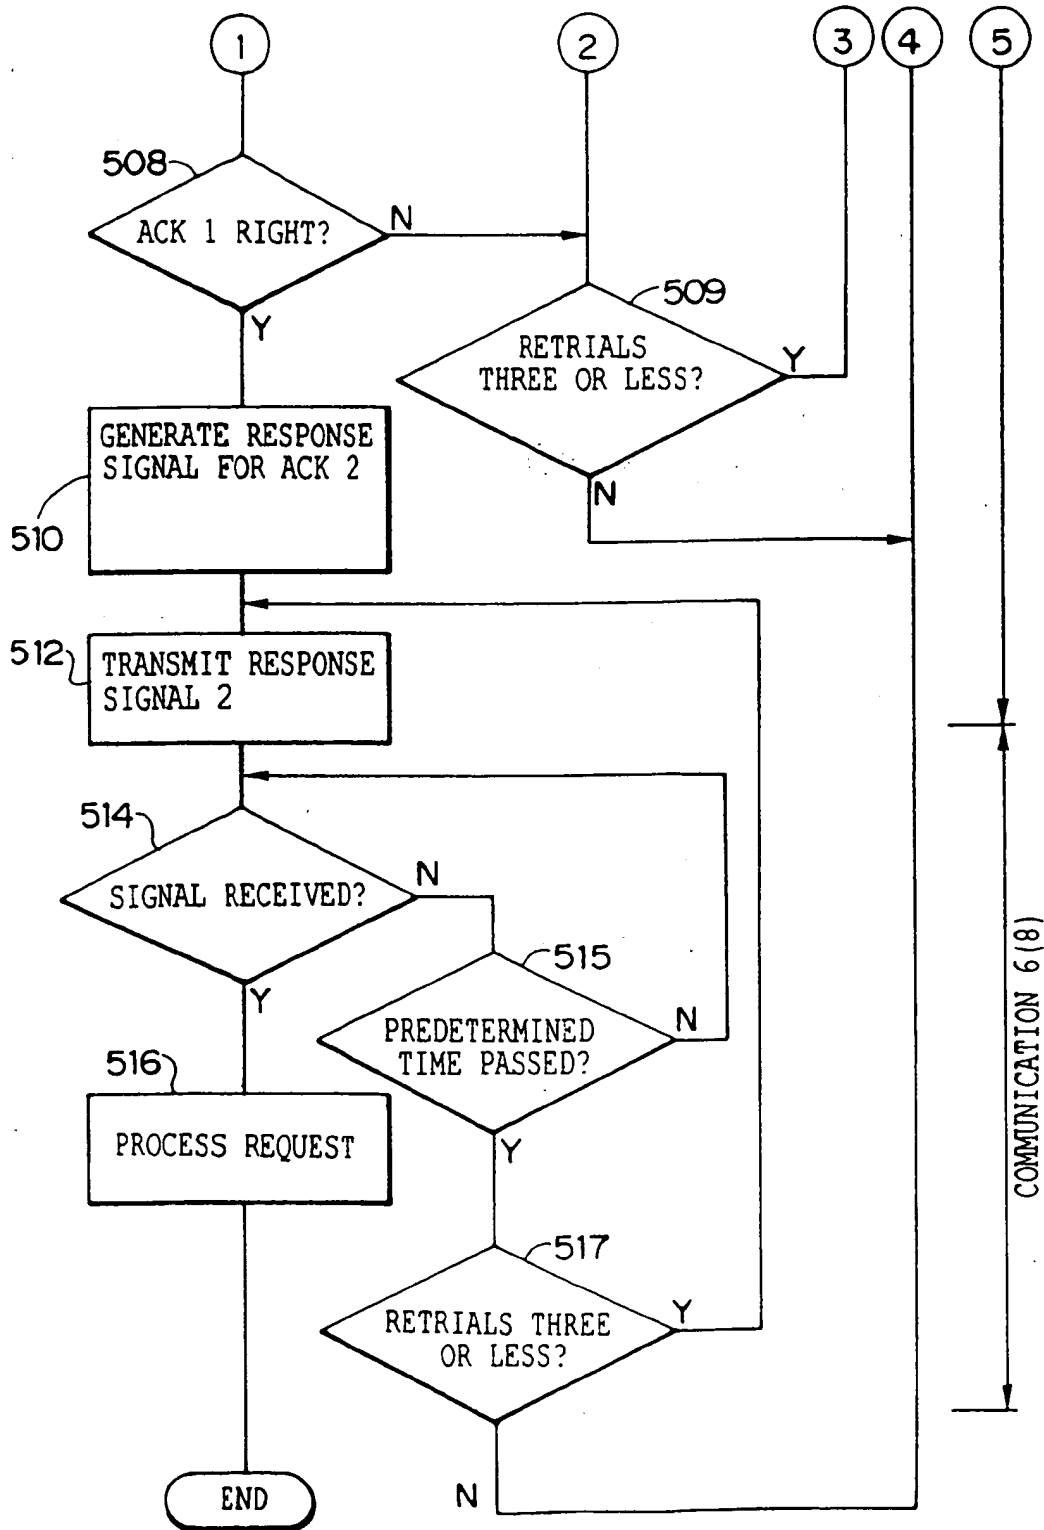 1
2
3
4
5
508
ACK 1 RIGHT?
N
Y
509
RETRIALS
THREE OR LESS?
Y
N
GENERATE RESPONSE
SIGNAL FOR ACK 2
510
512
TRANSMIT RESPONSE
SIGNAL 2
514
SIGNAL RECEIVED?
N
Y
515
PREDETERMINED
TIME PASSED?
N
Y
516
PROCESS REQUEST
517
RETRIALS THREE
OR LESS?
Y
N
END
COMMUNICATION 6(8)